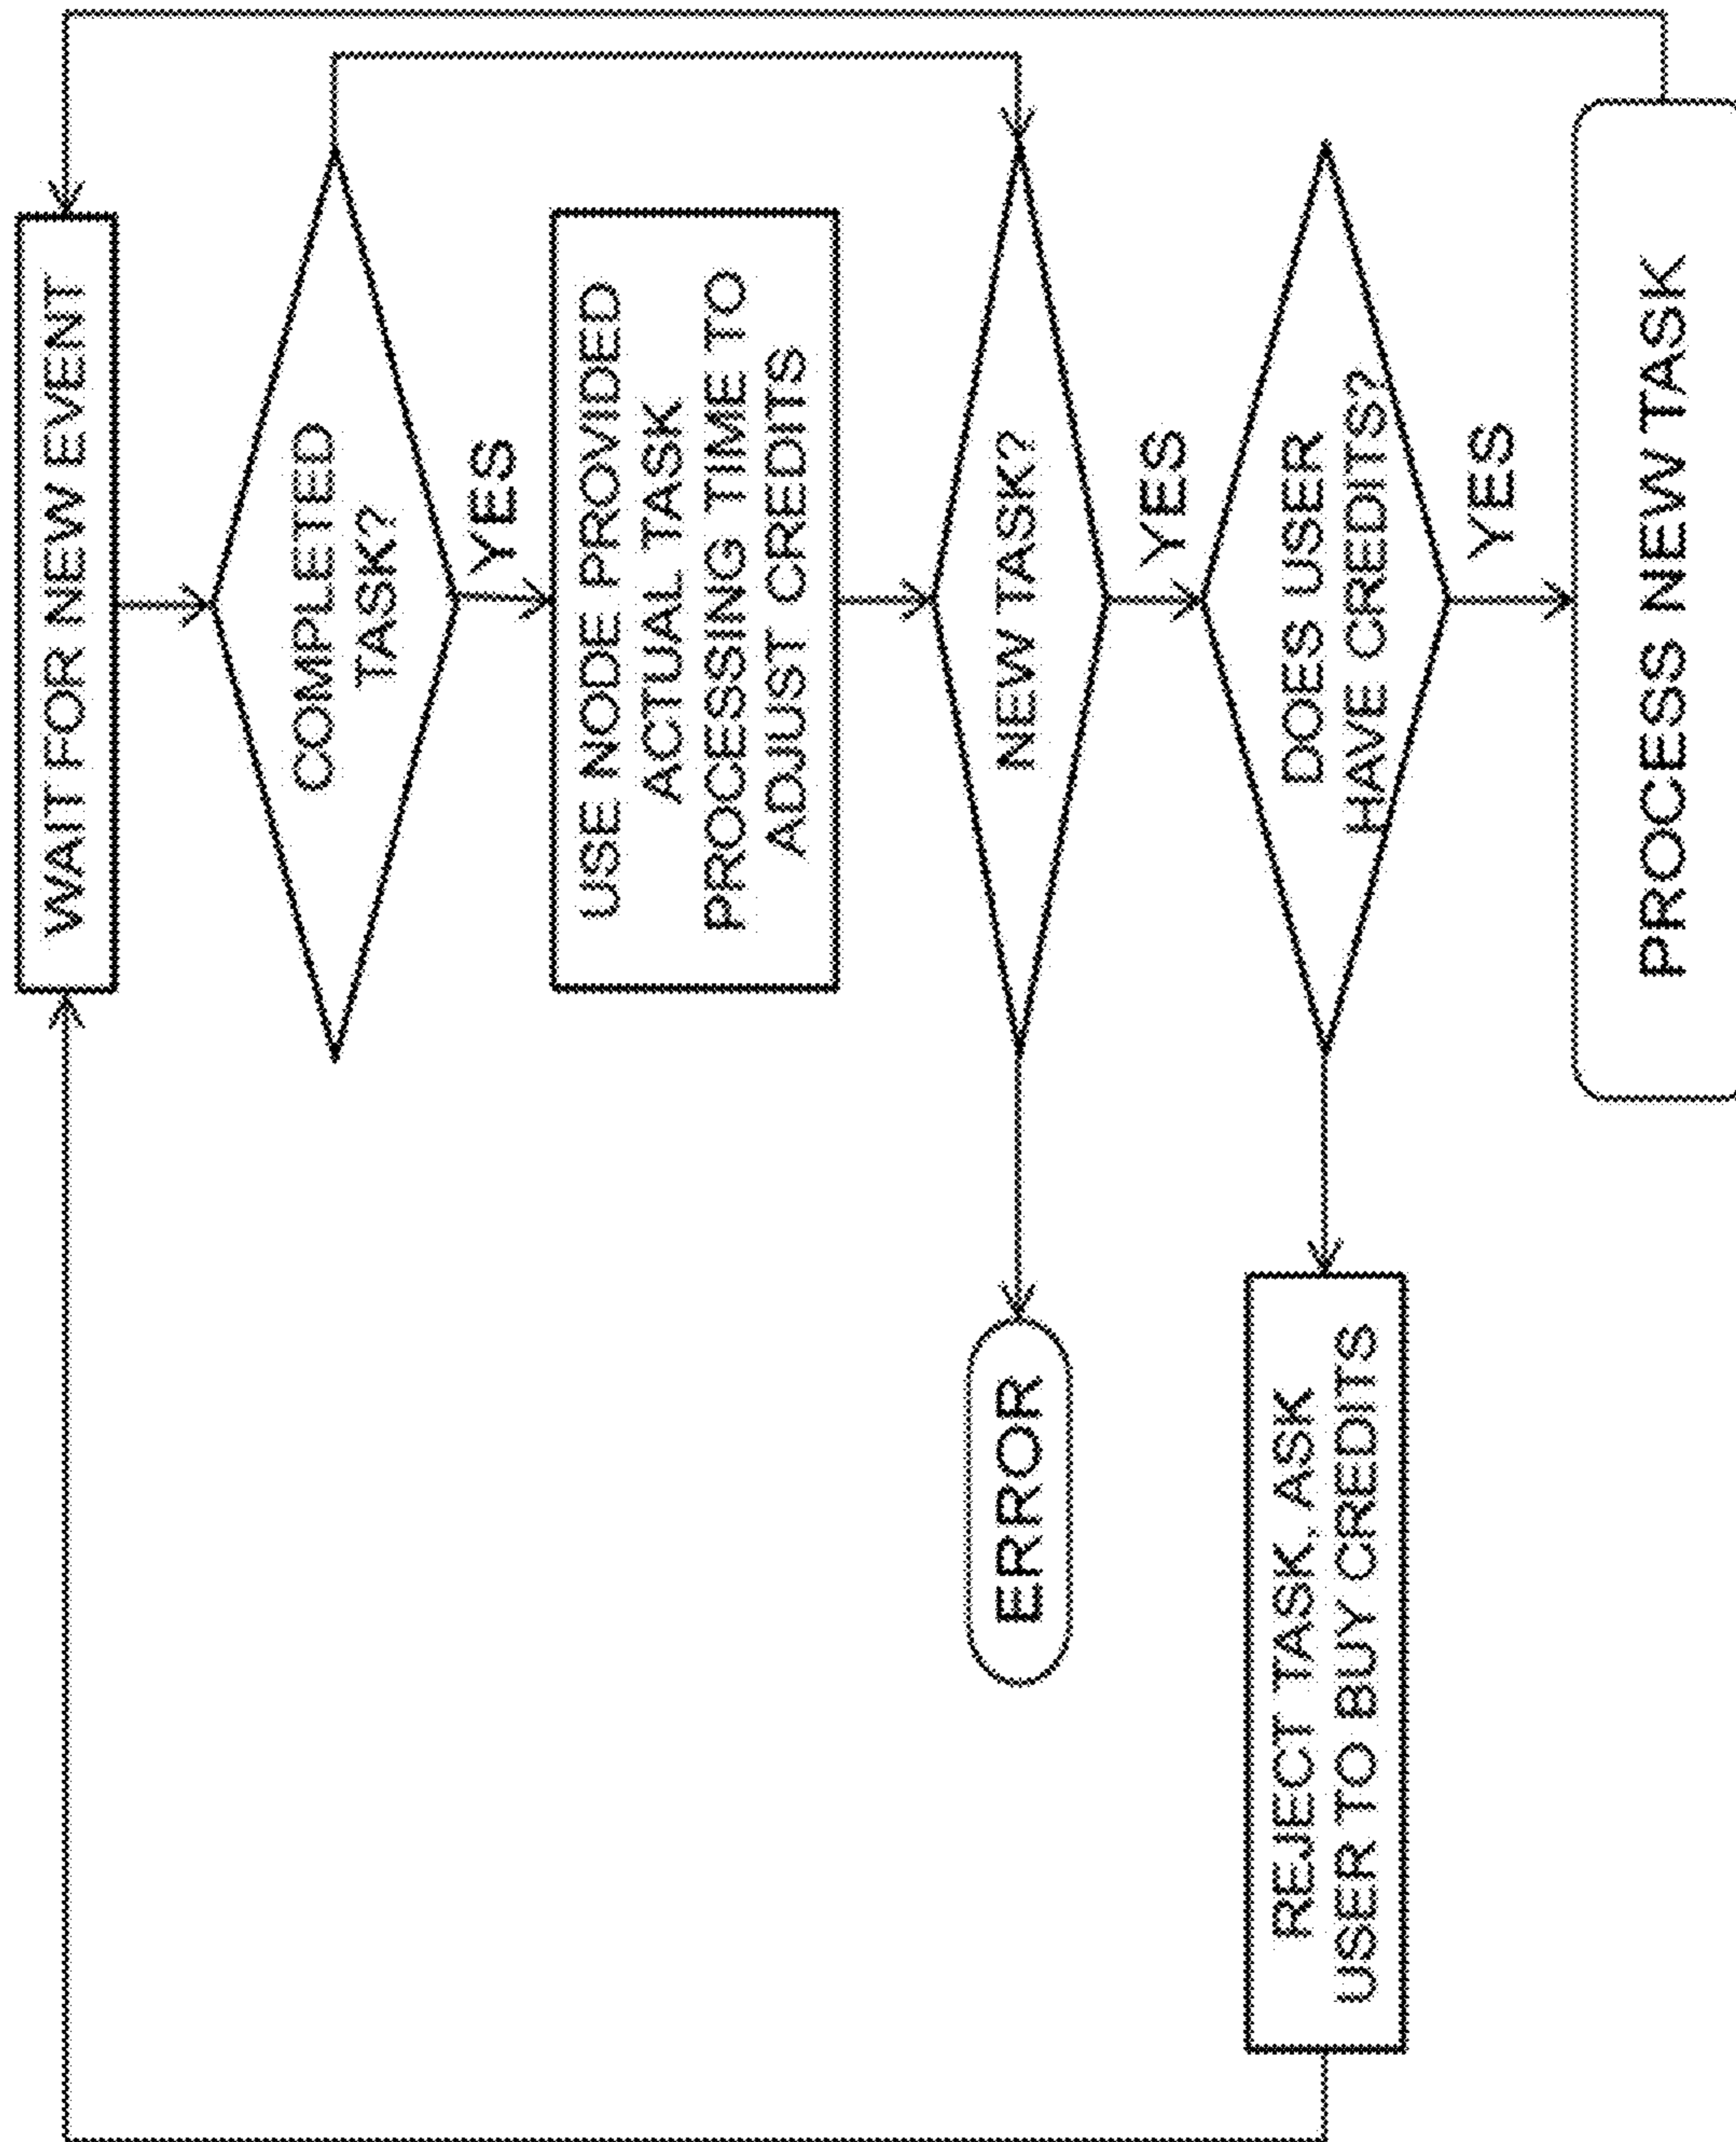 WAIT FOR NEW EVENT
COMPLETED
TASK?
YES
USE NODE PROVIDED
ACTUAL TASK
PROCESSING TIME TO
ADJUST CREDITS
NEW TASK?
ERROR
YES
DOES USER
HAVE CREDITS?
REJECT TASK, ASK
USER TO BUY CREDITS
YES
PROCESS NEW TASK